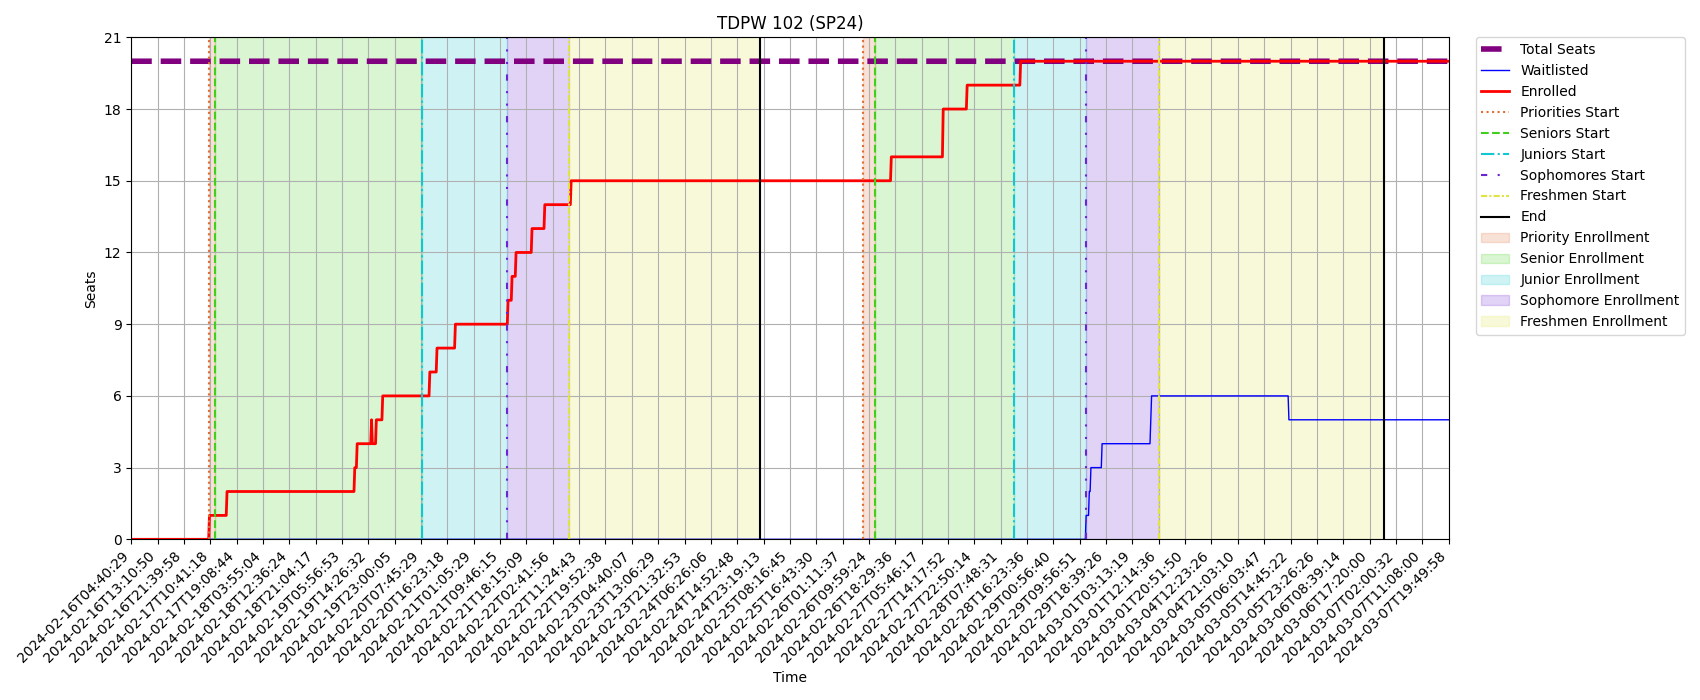 TDPW 102 (SP24)
21
18
15
12
9
6
3
0
Seats
2024-02-16T04:40:29
2024-02-16T13:10:50
2024-02-16T21:39:58
2024-02-17T10:41:18
2024-02-17T19:08:44
2024-02-18T03:55:04
2024-02-18T12:36:24
2024-02-18T21:04:17
2024-02-19T05:56:53
2024-02-19T14:26:32
2024-02-19T23:00:05
2024-02-20T07:45:29
2024-02-20T16:23:18
2024-02-21T01:05:29
2024-02-21T09:46:15
2024-02-21T18:15:09
2024-02-22T02:41:56
2024-02-22T11:24:43
2024-02-22T19:52:38
2024-02-23T04:40:07
2024-02-23T13:06:29
2024-02-23T21:32:53
2024-02-24T06:26:06
2024-02-24T14:52:48
2024-02-24T23:19:13
2024-02-25T08:16:45
2024-02-25T16:43:30
2024-02-26T01:11:37
2024-02-26T09:59:24
2024-02-26T18:29:36
2024-02-27T05:46:17
2024-02-27T14:17:52
2024-02-27T22:50:14
2024-02-28T07:48:31
2024-02-28T16:23:36
2024-02-29T00:56:40
2024-02-29T09:56:51
2024-02-29T18:39:26
2024-03-01T03:13:19
2024-03-01T12:14:36
2024-03-01T20:51:50
2024-03-04T12:23:26
2024-03-04T21:03:10
2024-03-05T06:03:47
2024-03-05T14:45:22
2024-03-05T23:26:26
2024-03-06T08:39:14
2024-03-06T17:20:00
2024-03-07T02:00:32
2024-03-07T11:08:00
2024-03-07T19:49:58
Time
Total Seats
Waitlisted
Enrolled
Priorities Start
Seniors Start
Juniors Start
Sophomores Start
Freshmen Start
End
Priority Enrollment
Senior Enrollment
Junior Enrollment
Sophomore Enrollment
Freshmen Enrollment